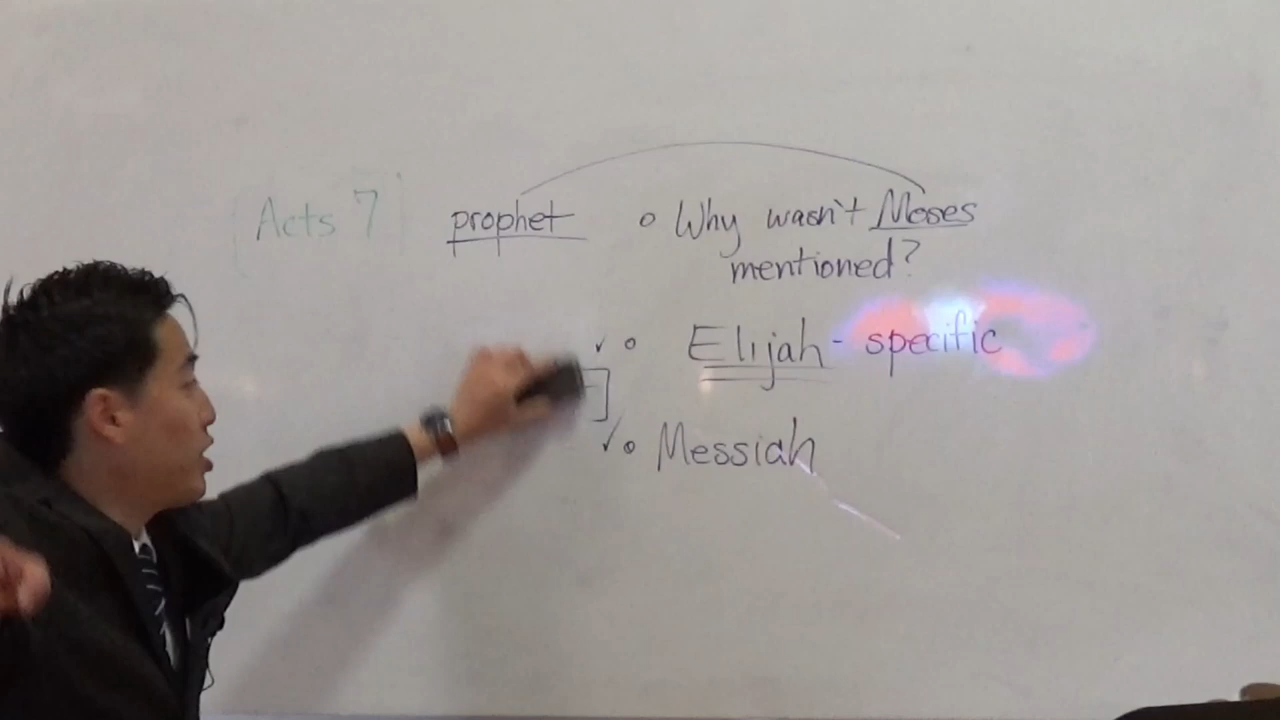 [Acts 7] prophet o Why wasn't Moses
mentioned?
✓ o Elijah - specific
✓ o Messiah